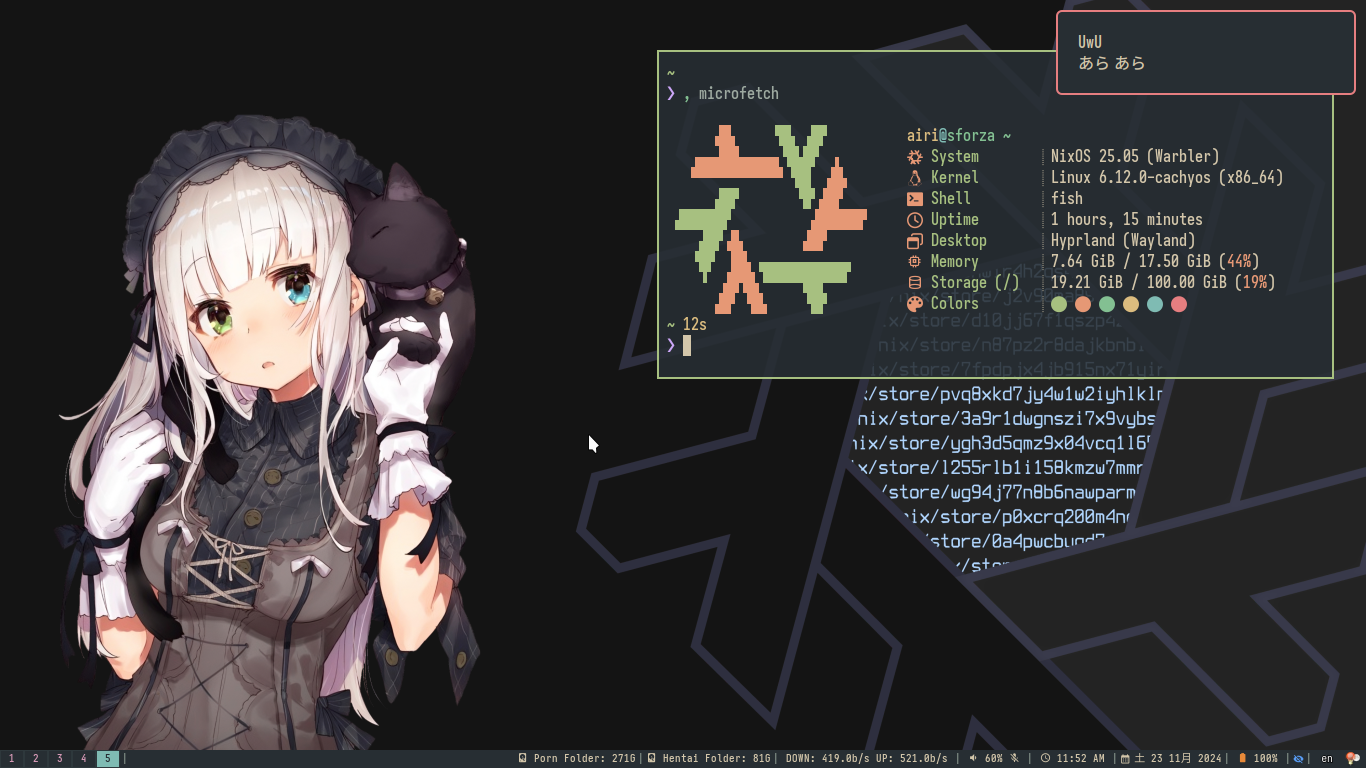 UwU
あら あら
~
❯ , microfetch
airi@sforza ~
System NixOS 25.05 (Warbler)
Kernel Linux 6.12.0-cachyos (x86_64)
Shell fish
Uptime 1 hours, 15 minutes
Desktop Hyprland (Wayland)
Memory 7.64 GiB / 17.50 GiB (44%)
Storage (/) 19.21 GiB / 100.00 GiB (19%)
Colors
~ 12s
❯
/store/pvq8xkd7jy4w1w2iyhlklr
nix/store/3a9r1dwgnszi7x9vybs
nix/store/ygh3d5qmz9x04vcq1l6
x/store/l255rlb1i158kmzw7mmr
/store/wg94j77n8b6nawparm
nix/store/p0xcrq200m4n
/store/0a4pwcbuqd7
1 2 3 4 5 | Porn Folder: 271G | Hentai Folder: 81G | DOWN: 419.0b/s UP: 521.0b/s | 60% | 11:52 AM | 土 23 11月 2024 | 100% | en